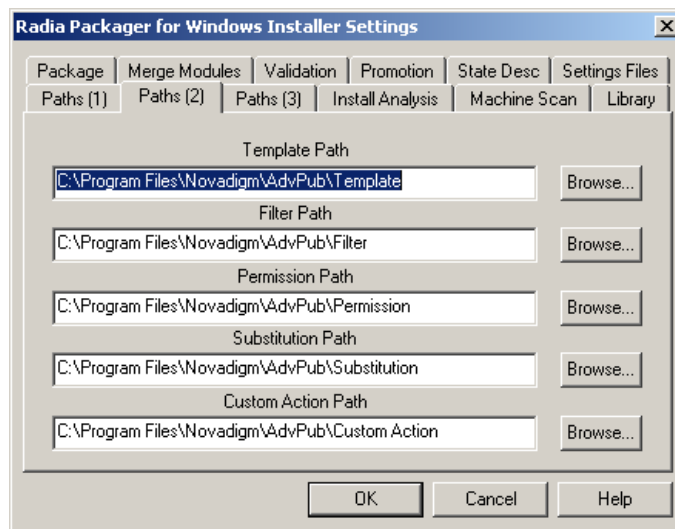 Radia Packager for Windows Installer Settings
Package Merge Modules Validation Promotion State Desc Settings Files
Paths (1) Paths (2) Paths (3) Install Analysis Machine Scan Library
Template Path
C:\Program Files\Novadigm\AdvPub\Template Browse...
Filter Path
C:\Program Files\Novadigm\AdvPub\Filter Browse...
Permission Path
C:\Program Files\Novadigm\AdvPub\Permission Browse...
Substitution Path
C:\Program Files\Novadigm\AdvPub\Substitution Browse...
Custom Action Path
C:\Program Files\Novadigm\AdvPub\Custom Action Browse...
OK Cancel Help